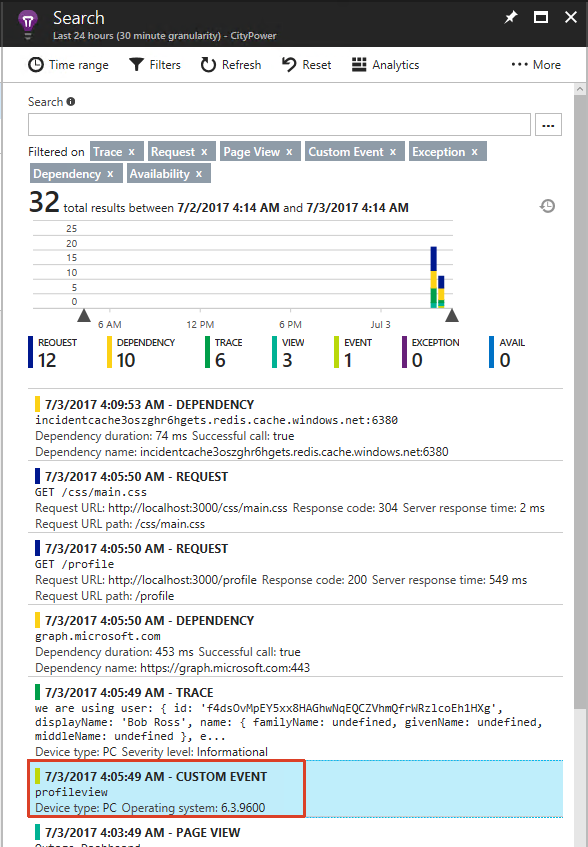 Search
Last 24 hours (30 minute granularity) - CityPower
Time range Filters Refresh Reset Analytics ••• More
Search
...
Filtered on Trace x Request x Page View x Custom Event x Exception x
Dependency x Availability x
32 total results between 7/2/2017 4:14 AM and 7/3/2017 4:14 AM
25
20
15
10
5
0
6 AM 12 PM 6 PM Jul 3
REQUEST DEPENDENCY TRACE VIEW EVENT EXCEPTION AVAIL
12 10 6 3 1 0 0
7/3/2017 4:09:53 AM - DEPENDENCY
incidentcache3oszghr6hgets.redis.cache.windows.net:6380
Dependency duration: 74 ms Successful call: true
Dependency name: incidentcache3oszghr6hgets.redis.cache.windows.net:6380
7/3/2017 4:05:50 AM - REQUEST
GET /css/main.css
Request URL: http://localhost:3000/css/main.css Response code: 304 Server response time: 2 ms
Request URL path: /css/main.css
7/3/2017 4:05:50 AM - REQUEST
GET /profile
Request URL: http://localhost:3000/profile Response code: 200 Server response time: 549 ms
Request URL path: /profile
7/3/2017 4:05:50 AM - DEPENDENCY
graph.microsoft.com
Dependency duration: 453 ms Successful call: true
Dependency name: https://graph.microsoft.com:443
7/3/2017 4:05:49 AM - TRACE
we are using user: { id: 'f4dsOvMpEY5xx8HAGhwNqEQCZVhmQfrWRzlcoEh1HXg',
displayName: 'Bob Ross', name: { familyName: undefined, givenName: undefined,
middleName: undefined }, e...
Device type: PC Severity level: Informational
7/3/2017 4:05:49 AM - CUSTOM EVENT
profileview
Device type: PC Operating system: 6.3.9600
7/3/2017 4:03:49 AM - PAGE VIEW
Outage Dashboard